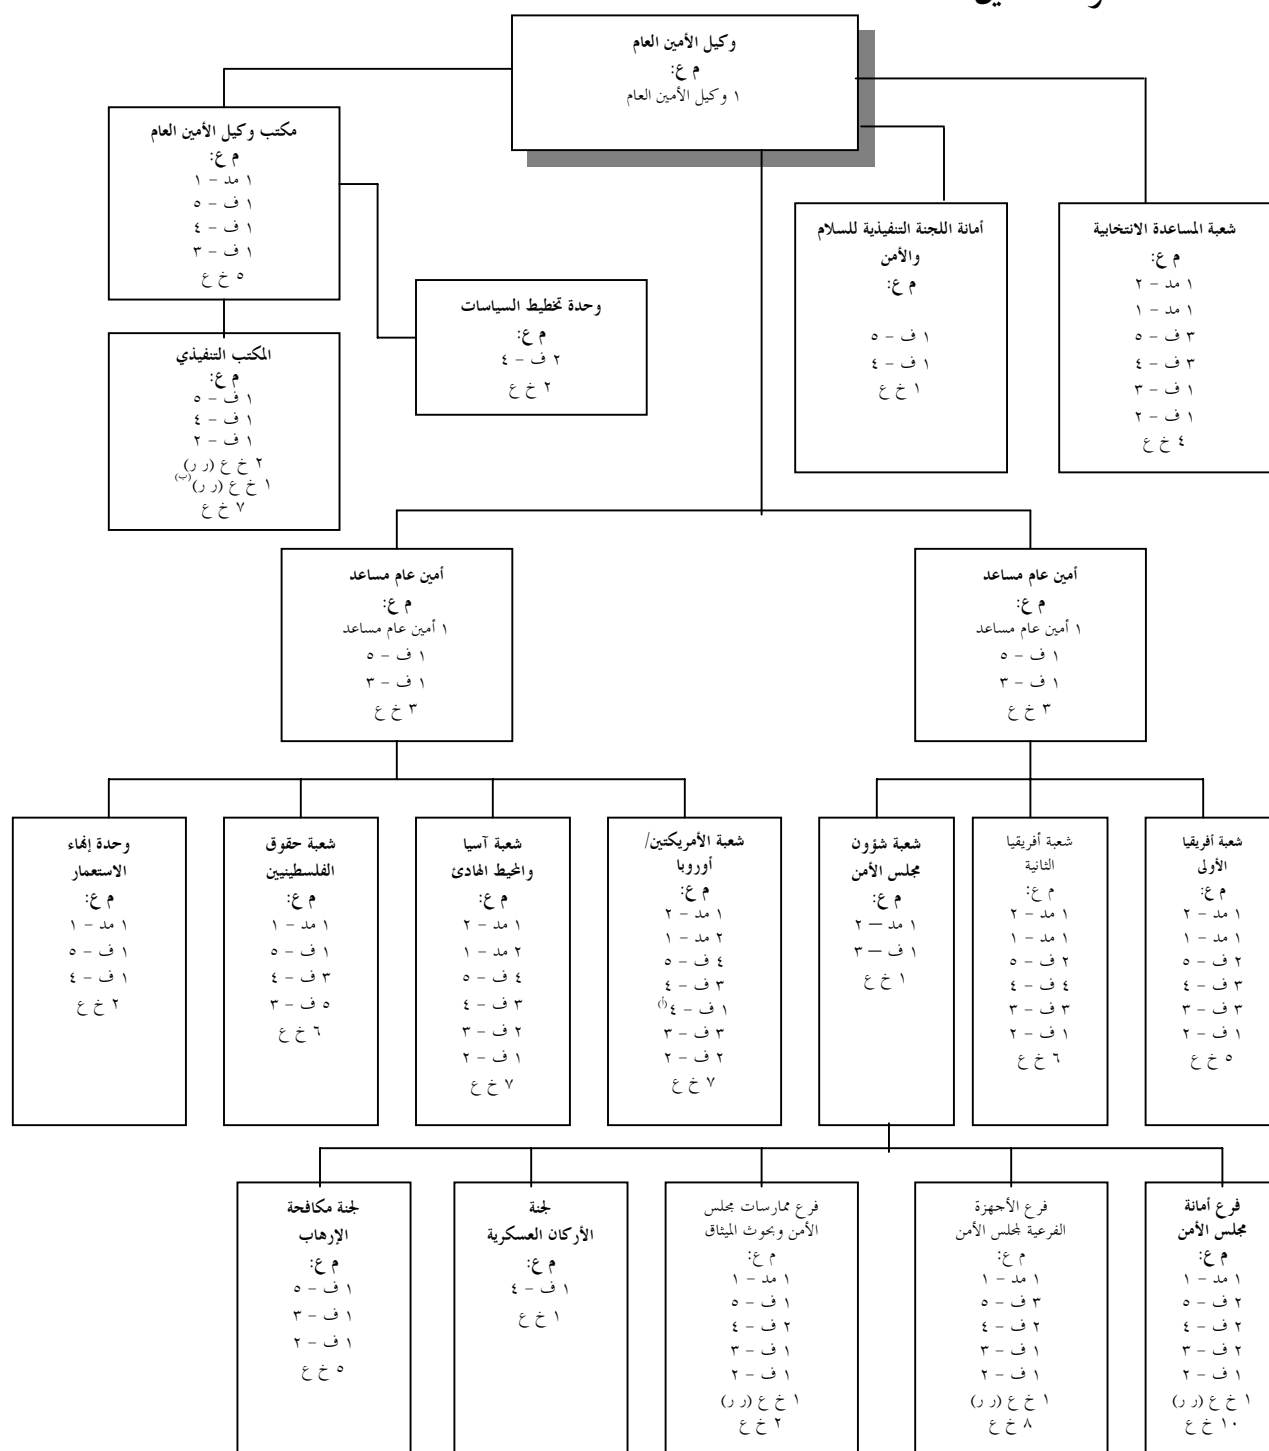 وكيل الأمين العام
م ع:
١ وكيل الأمين العام
مكتب وكيل الأمين العام
م ع:
١ مد – ١
١ ف – ٥
١ ف – ٤
١ ف – ٣
٥ خ ع
المكتب التنفيذي
م ع:
١ ف – ٥
١ ف – ٤
١ ف – ٢
٢ خ ع (ر ر)
١ خ ع (ر ر)(ب)
٧ خ ع
وحدة تخطيط السياسات
م ع:
٢ ف – ٤
٢ خ ع
أمانة اللجنة التنفيذية للسلام
والأمن
م ع:
١ ف – ٥
١ ف – ٤
١ خ ع
شعبة المساعدة الانتخابية
م ع:
١ مد – ٢
١ مد – ١
٣ ف – ٥
٣ ف – ٤
١ ف – ٣
١ ف – ٢
٤ خ ع
أمين عام مساعد
م ع:
١ أمين عام مساعد
١ ف – ٥
١ ف – ٣
٣ خ ع
أمين عام مساعد
م ع:
١ أمين عام مساعد
١ ف – ٥
١ ف – ٣
٣ خ ع
شعبة أفريقيا
الأولى
م ع:
١ مد – ٢
١ مد – ١
٢ ف – ٥
٣ ف – ٤
٣ ف – ٣
١ ف – ٢
٥ خ ع
شعبة أفريقيا
الثانية
م ع:
١ مد – ٢
١ مد – ١
٢ ف – ٥
٤ ف – ٤
٣ ف – ٣
١ ف – ٢
٦ خ ع
شعبة شؤون
مجلس الأمن
م ع:
١ مد — ٢
١ ف — ٣
١ خ ع
شعبة الأمريكتين/
أوروبا
م ع:
١ مد – ٢
٢ مد – ١
٤ ف – ٥
٣ ف – ٤
١ ف – ٤(أ)
٣ ف – ٣
٢ ف – ٢
٧ خ ع
شعبة آسيا
والمحيط الهادئ
م ع:
١ مد – ٢
٢ مد – ١
٤ ف – ٥
٣ ف – ٤
٢ ف – ٣
١ ف – ٢
٧ خ ع
شعبة حقوق
الفلسطينيين
م ع:
١ مد – ١
١ ف – ٥
٣ ف – ٤
٥ ف – ٣
٦ خ ع
وحدة إنهاء
الاستعمار
م ع:
١ مد – ١
١ ف – ٥
١ ف – ٤
٢ خ ع
فرع أمانة
مجلس الأمن
م ع:
١ مد – ١
٢ ف – ٥
٢ ف – ٤
٢ ف – ٣
١ ف – ٢
١ خ ع (ر ر)
١٠ خ ع
فرع الأجهزة
الفرعية لمجلس الأمن
م ع:
١ مد – ١
٣ ف – ٥
٢ ف – ٤
١ ف – ٣
١ ف – ٢
١ خ ع (ر ر)
٨ خ ع
فرع ممارسات مجلس
الأمن وبحوث الميثاق
م ع:
١ مد – ١
١ ف – ٥
٢ ف – ٤
١ ف – ٣
١ ف – ٢
١ خ ع (ر ر)
٢ خ ع
لجنة
الأركان العسكرية
م ع:
١ ف – ٤
١ خ ع
لجنة مكافحة
الإرهاب
م ع:
١ ف – ٥
١ ف – ٣
١ ف – ٢
٥ خ ع